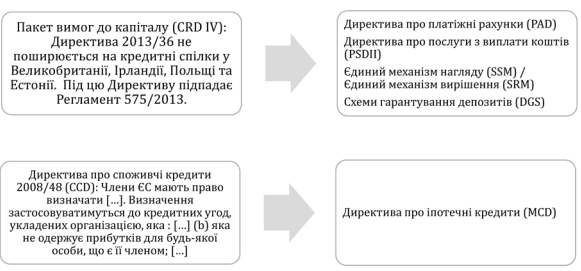 Пакет вимог до капіталу (CRD IV):
Директива 2013/36 не
поширюється на кредитні спілки у
Великобританії, Ірландії, Польщі та
Естонії. Під цю Директиву підпадає
Регламент 575/2013.
Директива про платіжні рахунки (PAD)
Директива про послуги з виплати коштів
(PSDII)
Єдиний механізм нагляду (SSM) /
Єдиний механізм вирішення (SRM)
Схеми гарантування депозитів (DGS)
Директива про споживчі кредити
2008/48 (CCD): Члени ЄС мають право
визначати [...]. Визначення
застосовуватимуться до кредитних угод,
укладених організацією, яка : [...] (b) яка
не одержує прибутків для будь-якої
особи, що є її членом; [...]
Директива про іпотечні кредити (MCD)